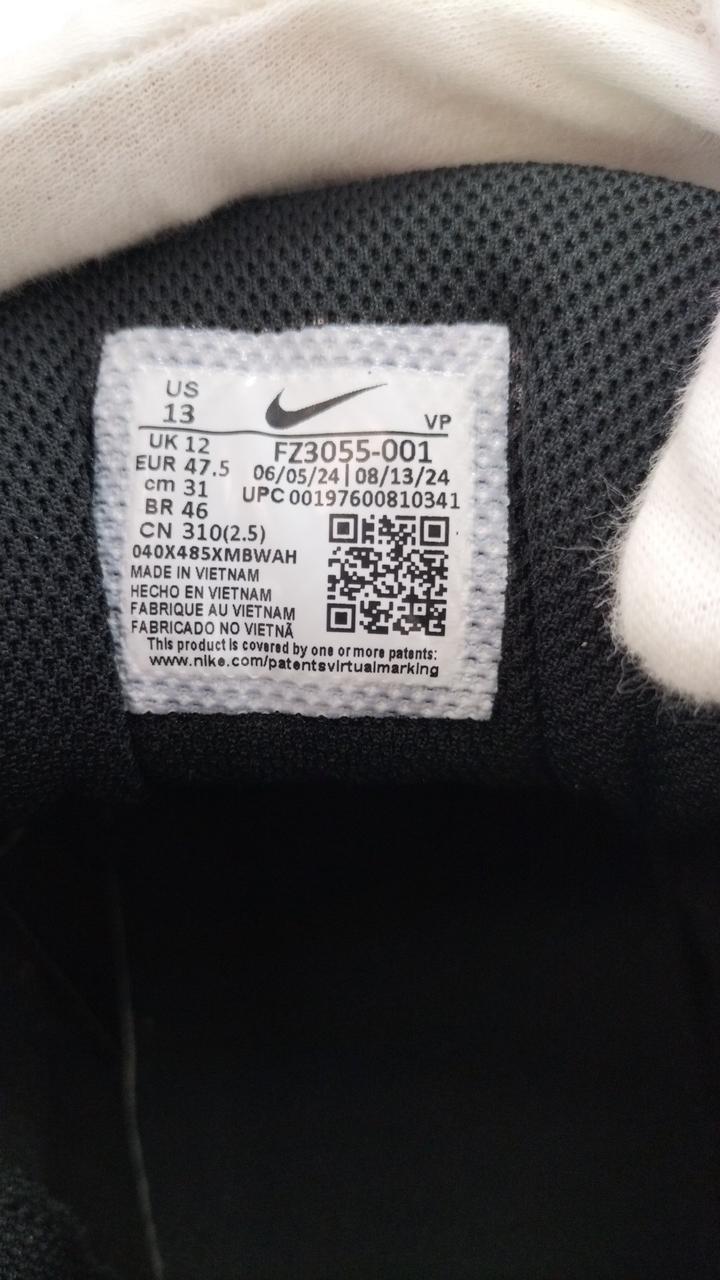 US
13
VP
UK 12
EUR 47.5
cm 31
BR 46
CN 310(2.5)
FZ3055-001
06/05/24 | 08/13/24
UPC 00197600810341
040X485XMBWAH
MADE IN VIETNAM
HECHO EN VIETNAM
FABRIQUE AU VIETNAM
FABRICADO NO VIETNÃ
This product is covered by one or more patents:
www.nike.com/patentsvirtualmarking